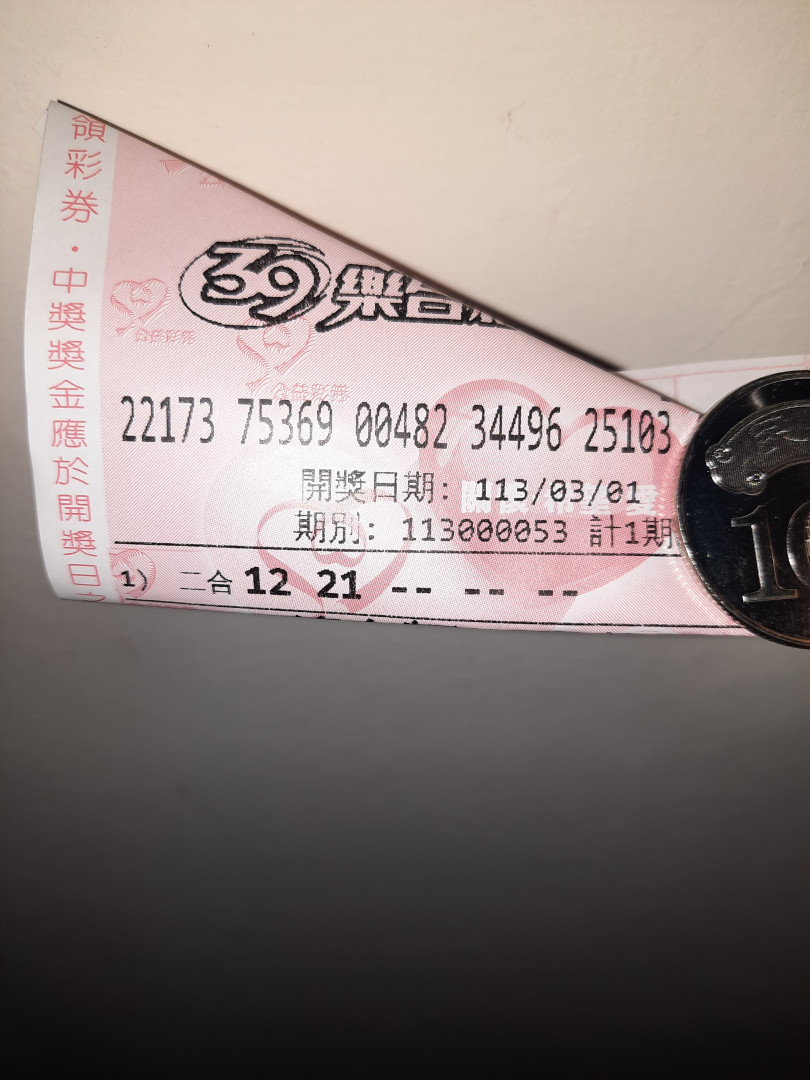 領彩券・中獎獎金應於開獎日
39樂合
22173 75369 00482 34496 25103
開獎日期: 113/03/01
期別: 113000053 計1期
1) 二合 12 21 -- -- --